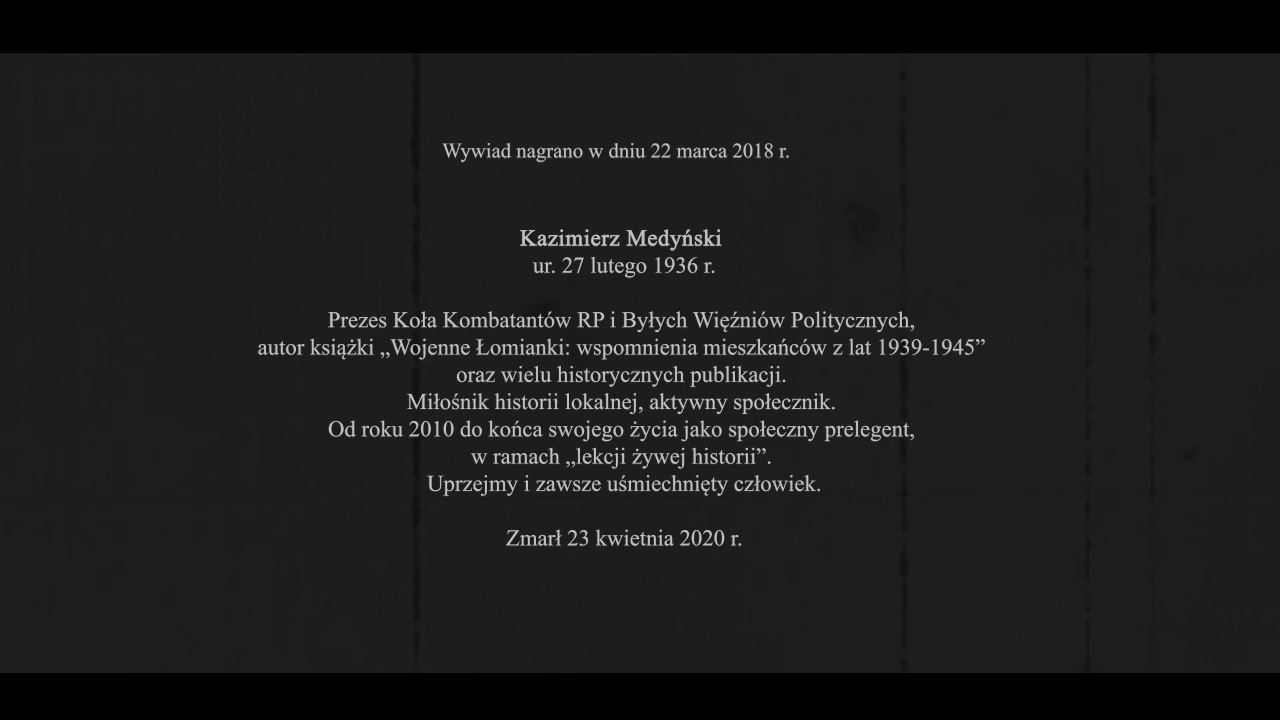 Wywiad nagrano w dniu 22 marca 2018 r.
Kazimierz Medyński
ur. 27 lutego 1936 r.
Prezes Koła Kombatantów RP i Byłych Więźniów Politycznych,
autor książki „Wojenne Łomianki: wspomnienia mieszkańców z lat 1939-1945”
oraz wielu historycznych publikacji.
Miłośnik historii lokalnej, aktywny społecznik.
Od roku 2010 do końca swojego życia jako społeczny prelegent,
w ramach „lekcji żywej historii”.
Uprzejmy i zawsze uśmiechnięty człowiek.
Zmarł 23 kwietnia 2020 r.